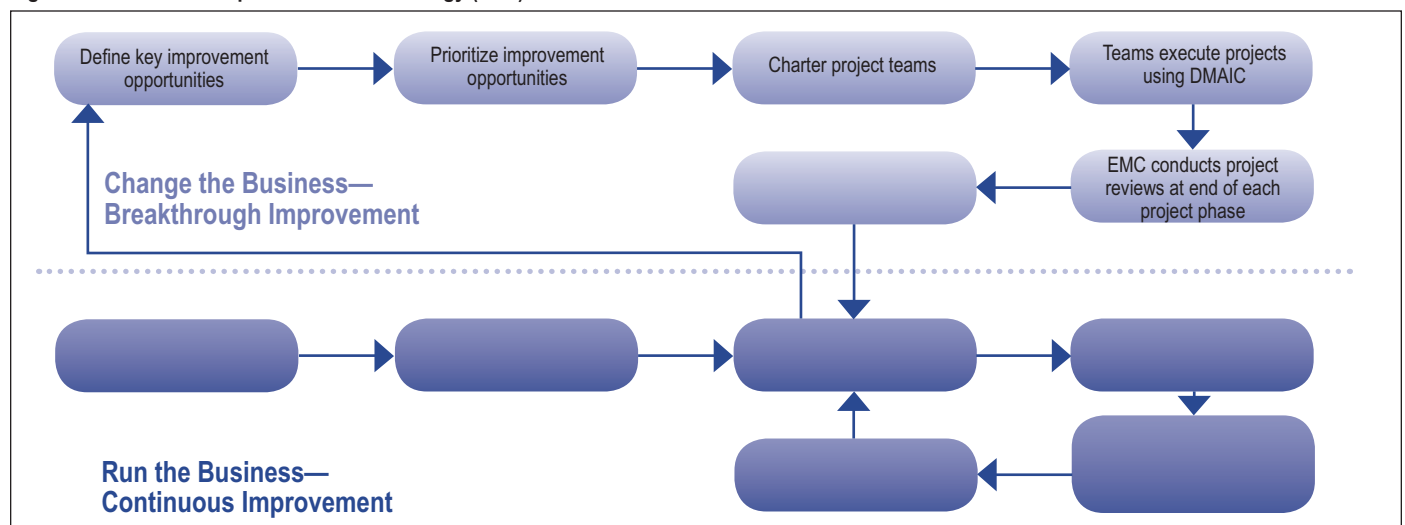 Define key improvement
opportunities
Prioritize improvement
opportunities
Charter project teams
Teams execute projects
using DMAIC
EMC conducts project
reviews at end of each
project phase
Change the Business—
Breakthrough Improvement
Run the Business—
Continuous Improvement